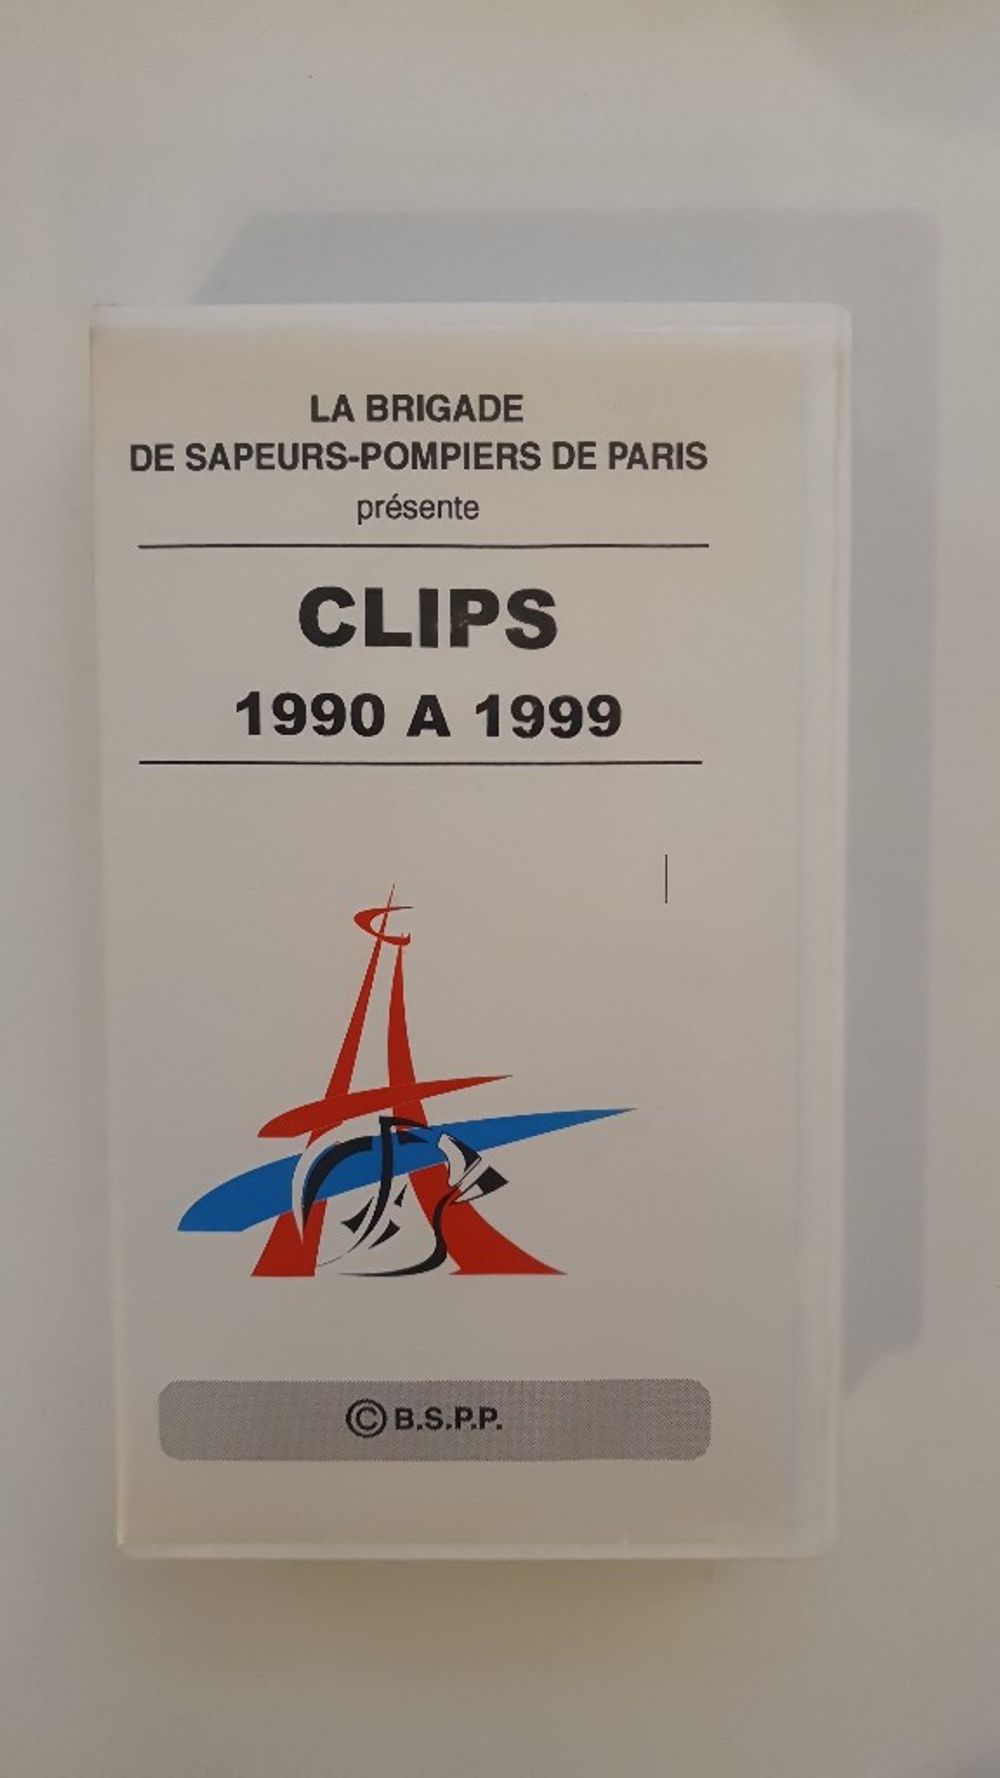 LA BRIGADE
DE SAPEURS-POMPIERS DE PARIS
présente
CLIPS
1990 A 1999
© B.S.P.P.